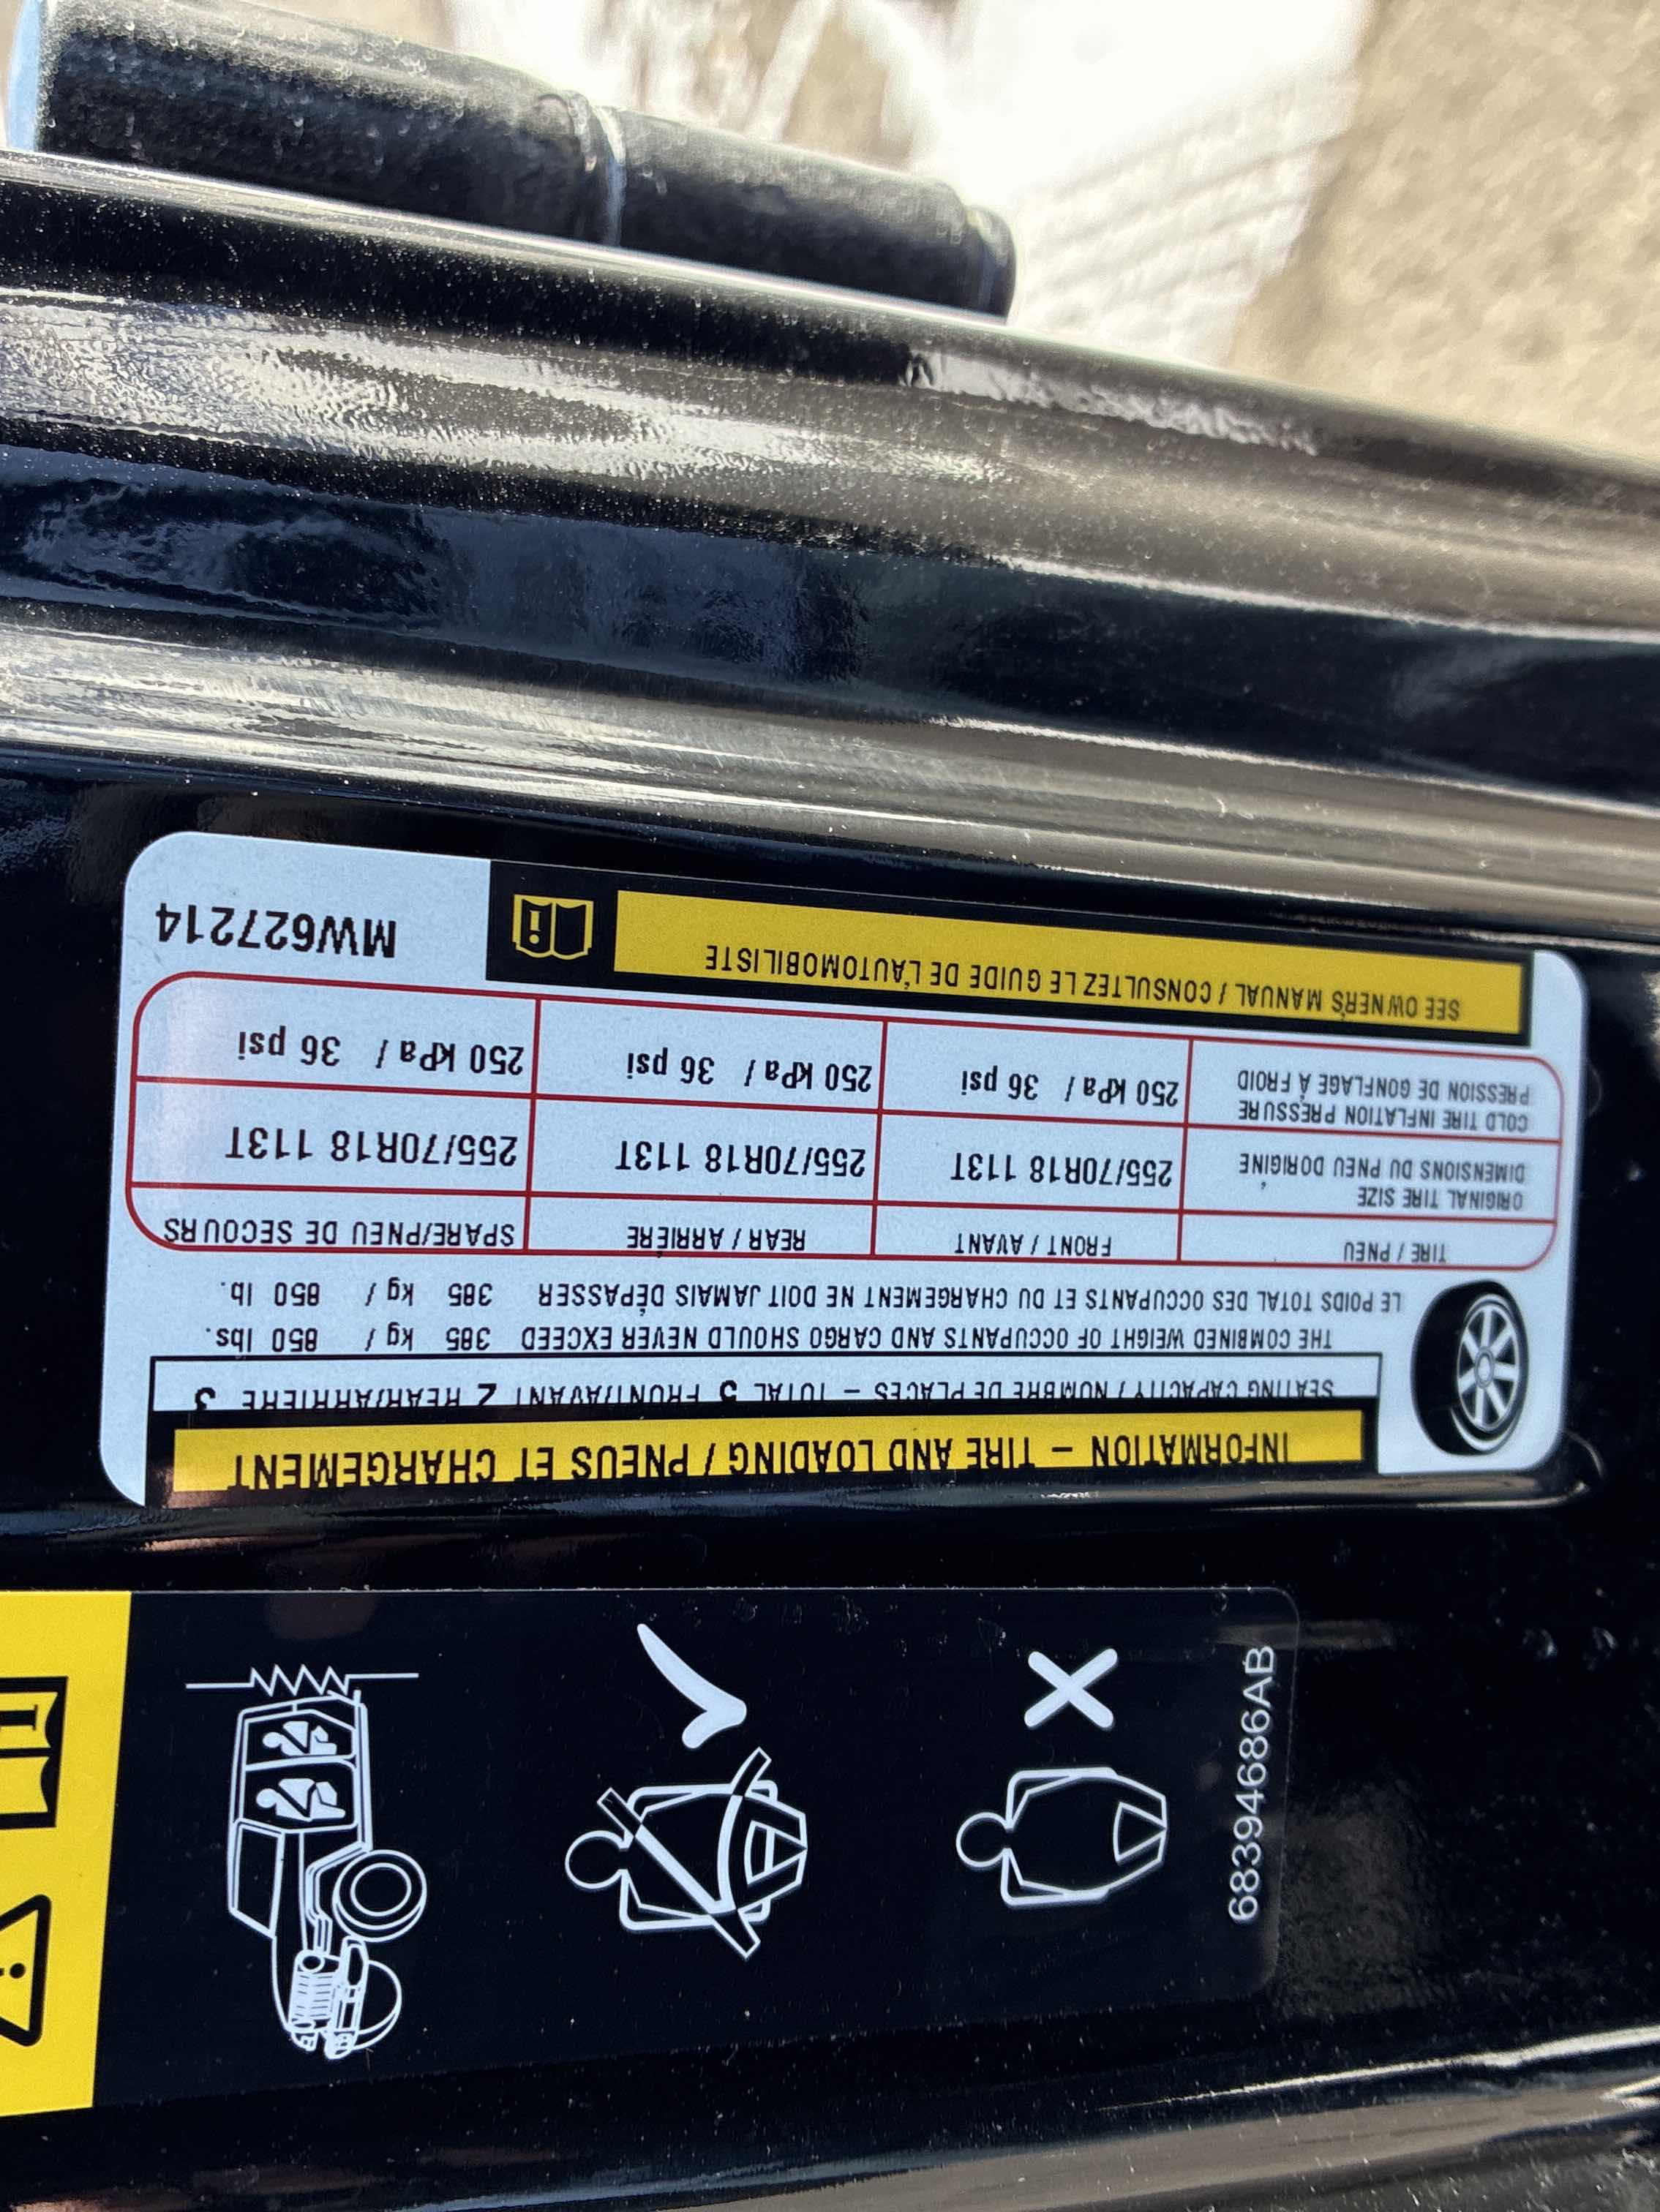 INFORMATION – TIRE AND LOADING / PNEUS ET CHARGEMENT
SEATING CAPACITY / NOMBRE DE PLACES – TOTAL 5 FRONT/AVANT 2 REAR/ARRIERE 3
THE COMBINED WEIGHT OF OCCUPANTS AND CARGO SHOULD NEVER EXCEED 385 kg / 850 lbs.
LE POIDS TOTAL DES OCCUPANTS ET DU CHARGEMENT NE DOIT JAMAIS DÉPASSER 385 kg / 850 lb.
TIRE / PNEU FRONT / AVANT REAR / ARRIÈRE SPARE/PNEU DE SECOURS
ORIGINAL TIRE SIZE
DIMENSIONS DU PNEU D'ORIGINE 255/70R18 113T 255/70R18 113T 255/70R18 113T
COLD TIRE INFLATION PRESSURE
PRESSION DE GONFLAGE À FROID 250 kPa / 36 psi 250 kPa / 36 psi 250 kPa / 36 psi
SEE OWNER'S MANUAL / CONSULTEZ LE GUIDE DE L'AUTOMOBILISTE
MW627214
68394686AB